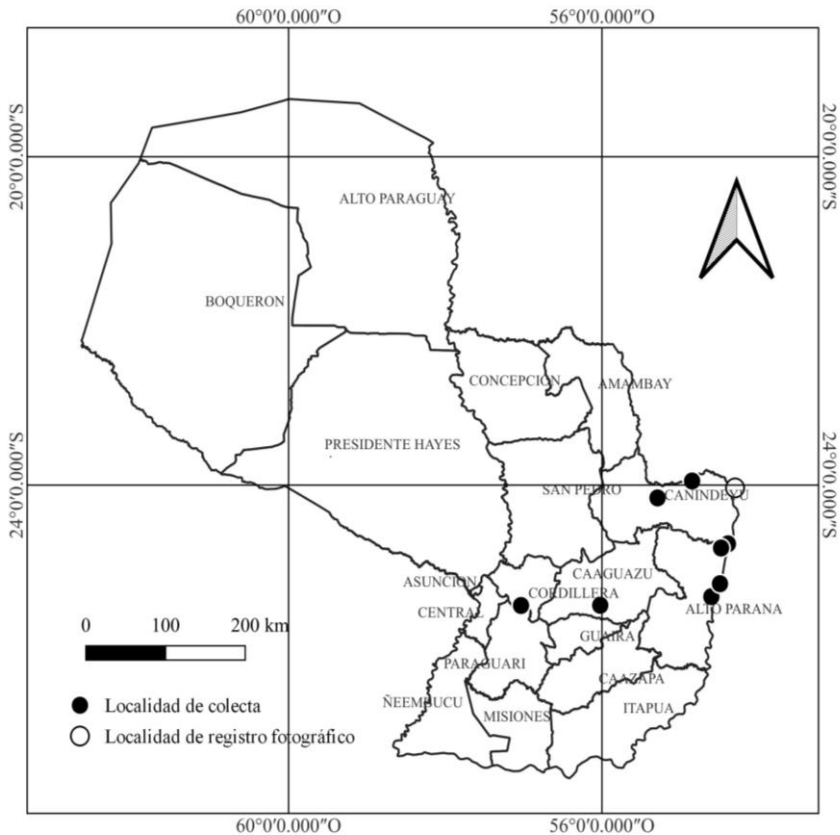 60°0'0.000"O 56°0'0.000"O
20°0'0.000"S 20°0'0.000"S
ALTO PARAGUAY
BOQUERON
CONCEPCIÓN AMAMBAY
PRESIDENTE HAYES
24°0'0.000"S 24°0'0.000"S
SAN PEDRO CANINDEYU
CAAGUAZU
ASUNCION
CORDILLERA
CENTRAL ALTO PARANA
0 100 200 km
GUAIRA
PARAGUARI
CAAZAPA
ÑEEMBUCU
Localidad de colecta
MISIONES ITAPUA
Localidad de registro fotográfico
60°0'0.000"O 56°0'0.000"O